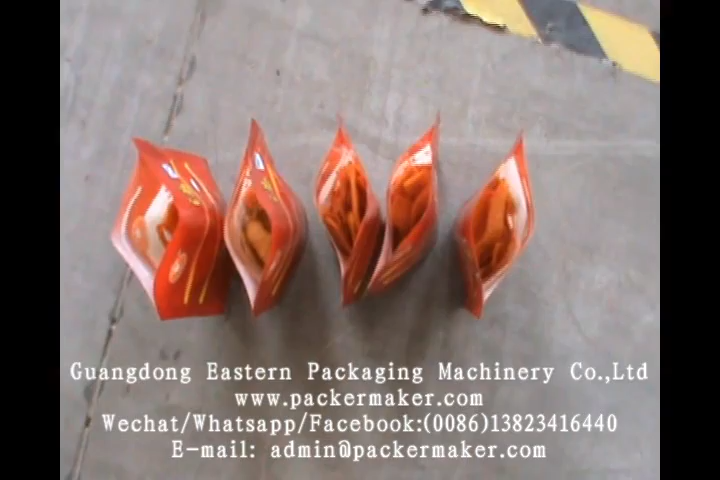 Guangdong Eastern Packaging Machinery Co.,Ltd
www.packermaker.com
Wechat/Whatsapp/Facebook:(0086)13823416440
E-mail: admin@packermaker.com